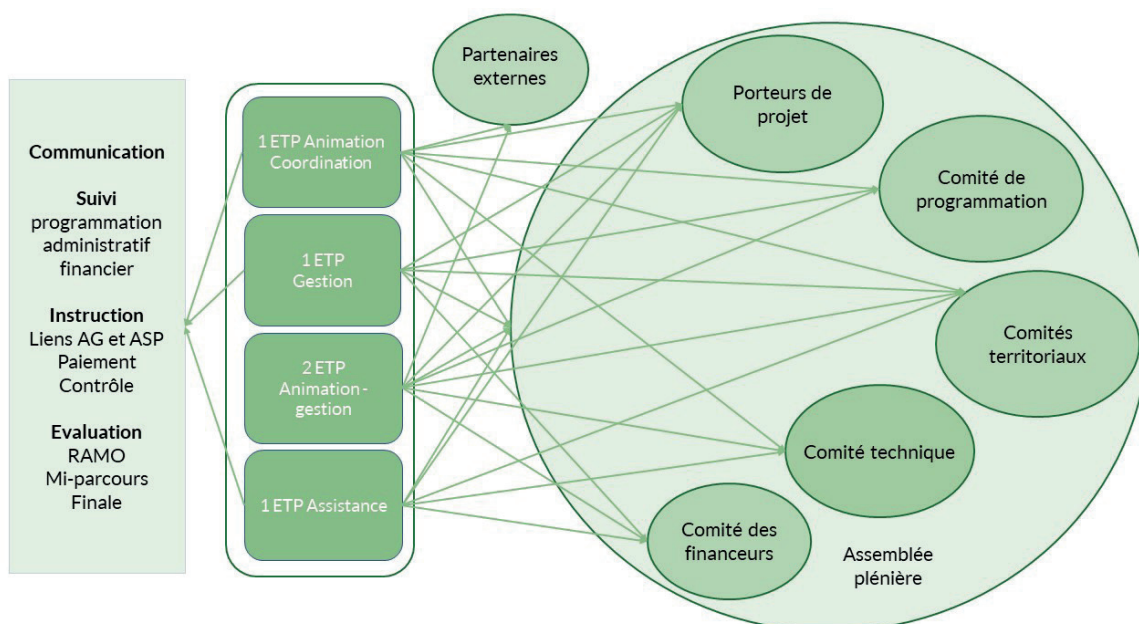 Communication
Suivi
programmation
administratif
financier
Instruction
Liens AG et ASP
Paiement
Contrôle
Evaluation
RAMO
Mi-parcours
Finale
1 ETP Animation
Coordination
1 ETP
Gestion
2 ETP
Animation -
gestion
1 ETP Assistance
Partenaires
externes
Porteurs de
projet
Comité de
programmation
Comités
territoriaux
Comité technique
Comité des
financeurs
Assemblée
plénière